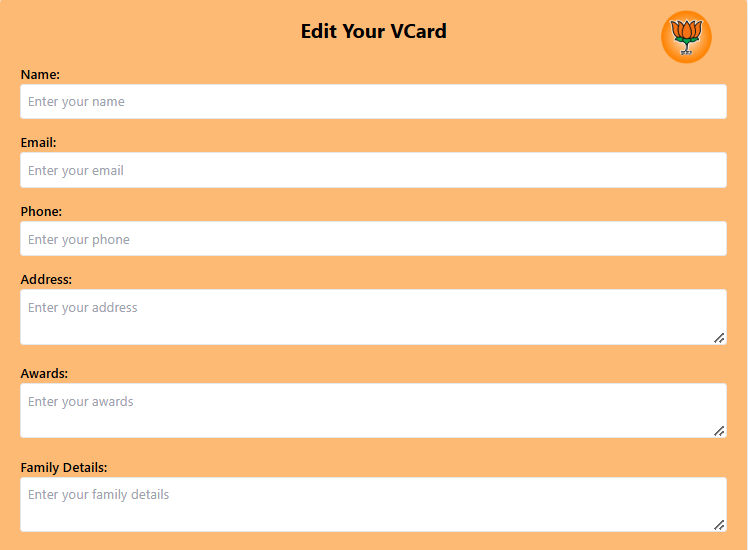 Edit Your VCard
Name:
Enter your name
Email:
Enter your email
Phone:
Enter your phone
Address:
Enter your address
Awards:
Enter your awards
Family Details:
Enter your family details